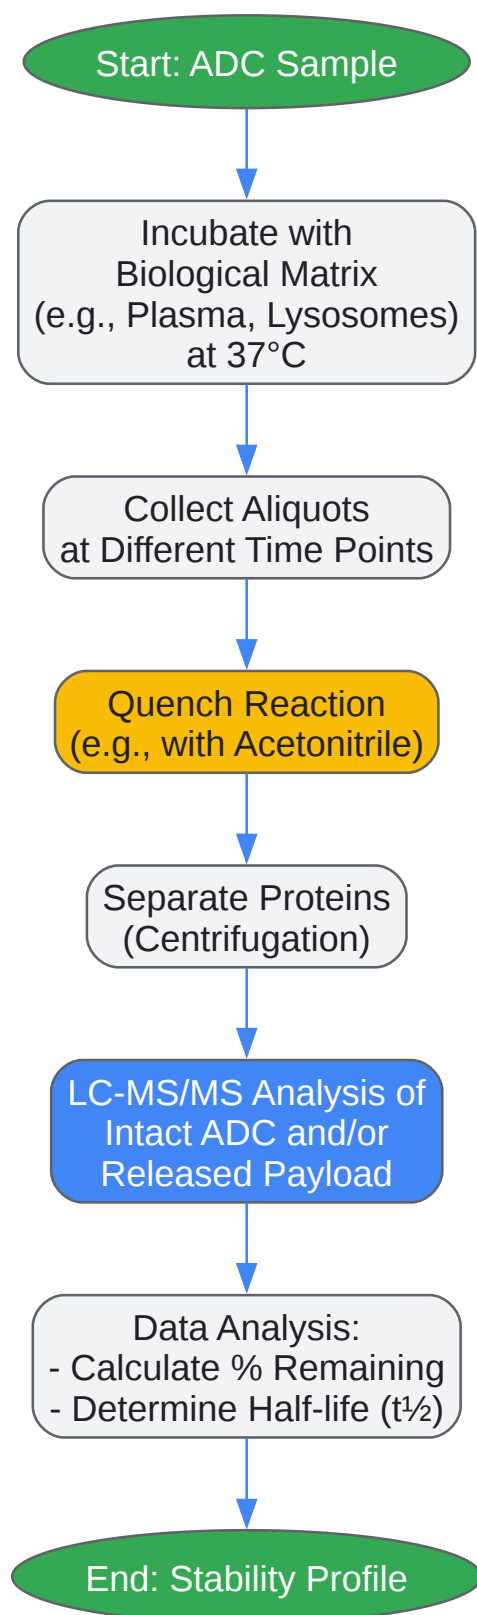 Start: ADC Sample
Incubate with
Biological Matrix
(e.g., Plasma, Lysosomes)
at 37°C
Collect Aliquots
at Different Time Points
Quench Reaction
(e.g., with Acetonitrile)
Separate Proteins
(Centrifugation)
LC-MS/MS Analysis of
Intact ADC and/or
Released Payload
Data Analysis:
- Calculate % Remaining
- Determine Half-life (t½)
End: Stability Profile